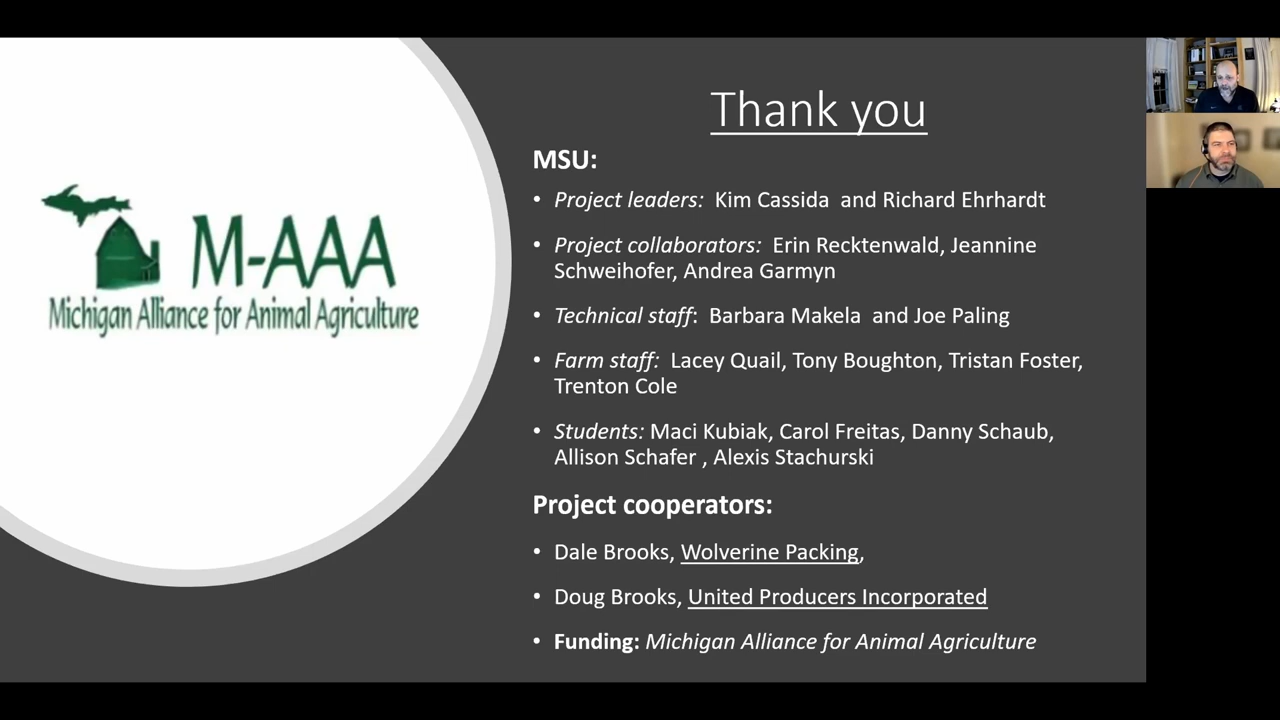 Thank you
MSU:
• Project leaders: Kim Cassida and Richard Ehrhardt
• Project collaborators: Erin Recktenwald, Jeannine
Schweihofer, Andrea Garmyn
• Technical staff: Barbara Makela and Joe Paling
• Farm staff: Lacey Quail, Tony Boughton, Tristan Foster,
Trenton Cole
• Students: Maci Kubiak, Carol Freitas, Danny Schaub,
Allison Schafer , Alexis Stachurski
Project cooperators:
• Dale Brooks, Wolverine Packing,
• Doug Brooks, United Producers Incorporated
• Funding: Michigan Alliance for Animal Agriculture
M-AAA
Michigan Alliance for Animal Agriculture